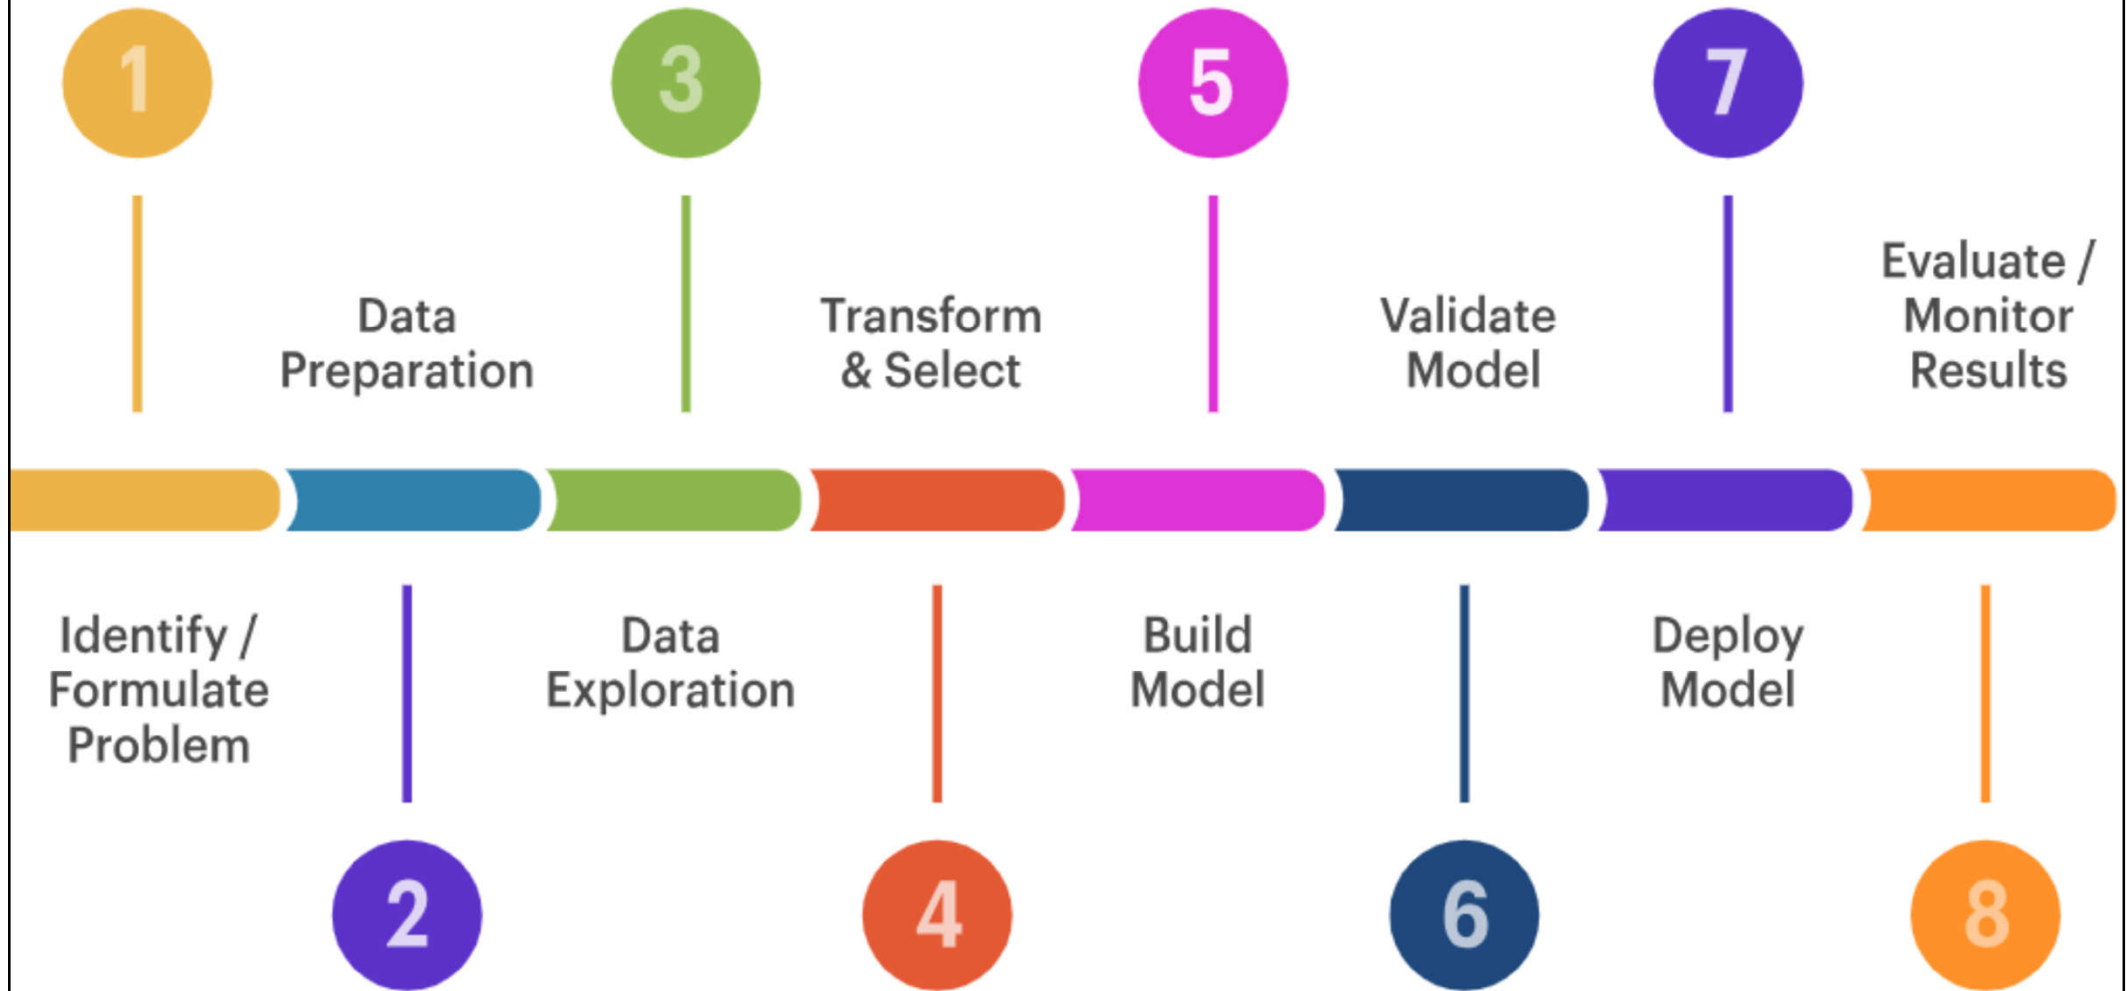 1
3
5
7
Data
Preparation
Transform
& Select
Validate
Model
Evaluate /
Monitor
Results
Identify /
Formulate
Problem
Data
Exploration
Build
Model
Deploy
Model
2
4
6
8